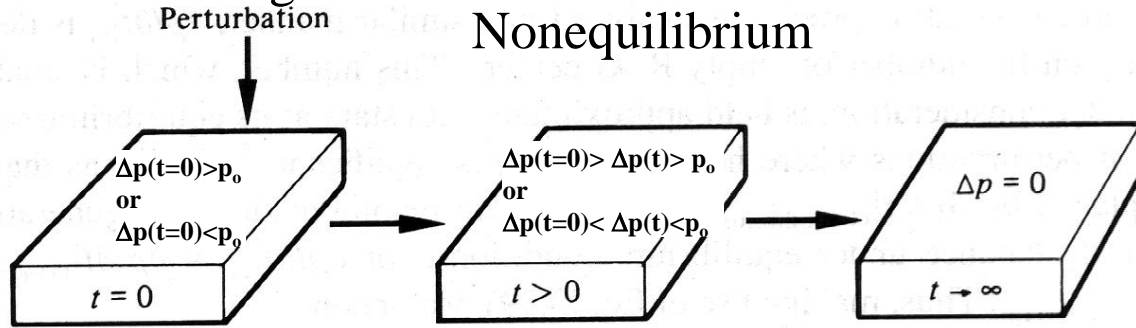 Perturbation
Nonequilibrium
Δp(t=0)>pₒ
or
Δp(t=0)<pₒ
t = 0
Δp(t=0)> Δp(t)> pₒ
or
Δp(t=0)< Δp(t)<pₒ
t > 0
Δp = 0
t → ∞